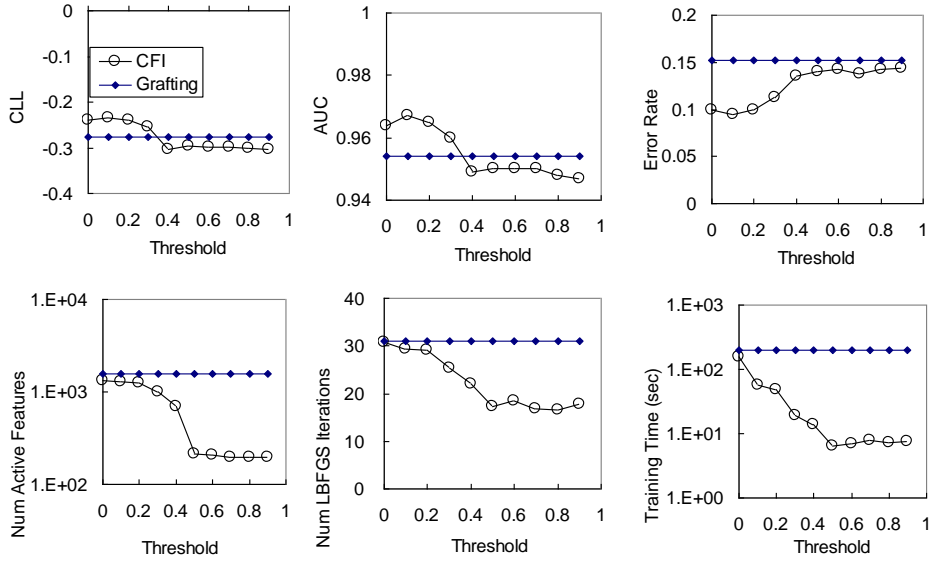 0
-0.1
-0.2
-0.3
-0.4
CLL
CFI
Grafting
0 0.2 0.4 0.6 0.8 1
Threshold
1
0.98
0.96
0.94
AUC
0 0.2 0.4 0.6 0.8 1
Threshold
0.2
0.15
0.1
0.05
0
Error Rate
0 0.2 0.4 0.6 0.8 1
Threshold
1.E+04
1.E+03
1.E+02
Num Active Features
0 0.2 0.4 0.6 0.8 1
Threshold
40
30
20
10
0
Num LBFGS Iterations
0 0.2 0.4 0.6 0.8 1
Threshold
1.E+03
1.E+02
1.E+01
1.E+00
Training Time (sec)
0 0.2 0.4 0.6 0.8 1
Threshold